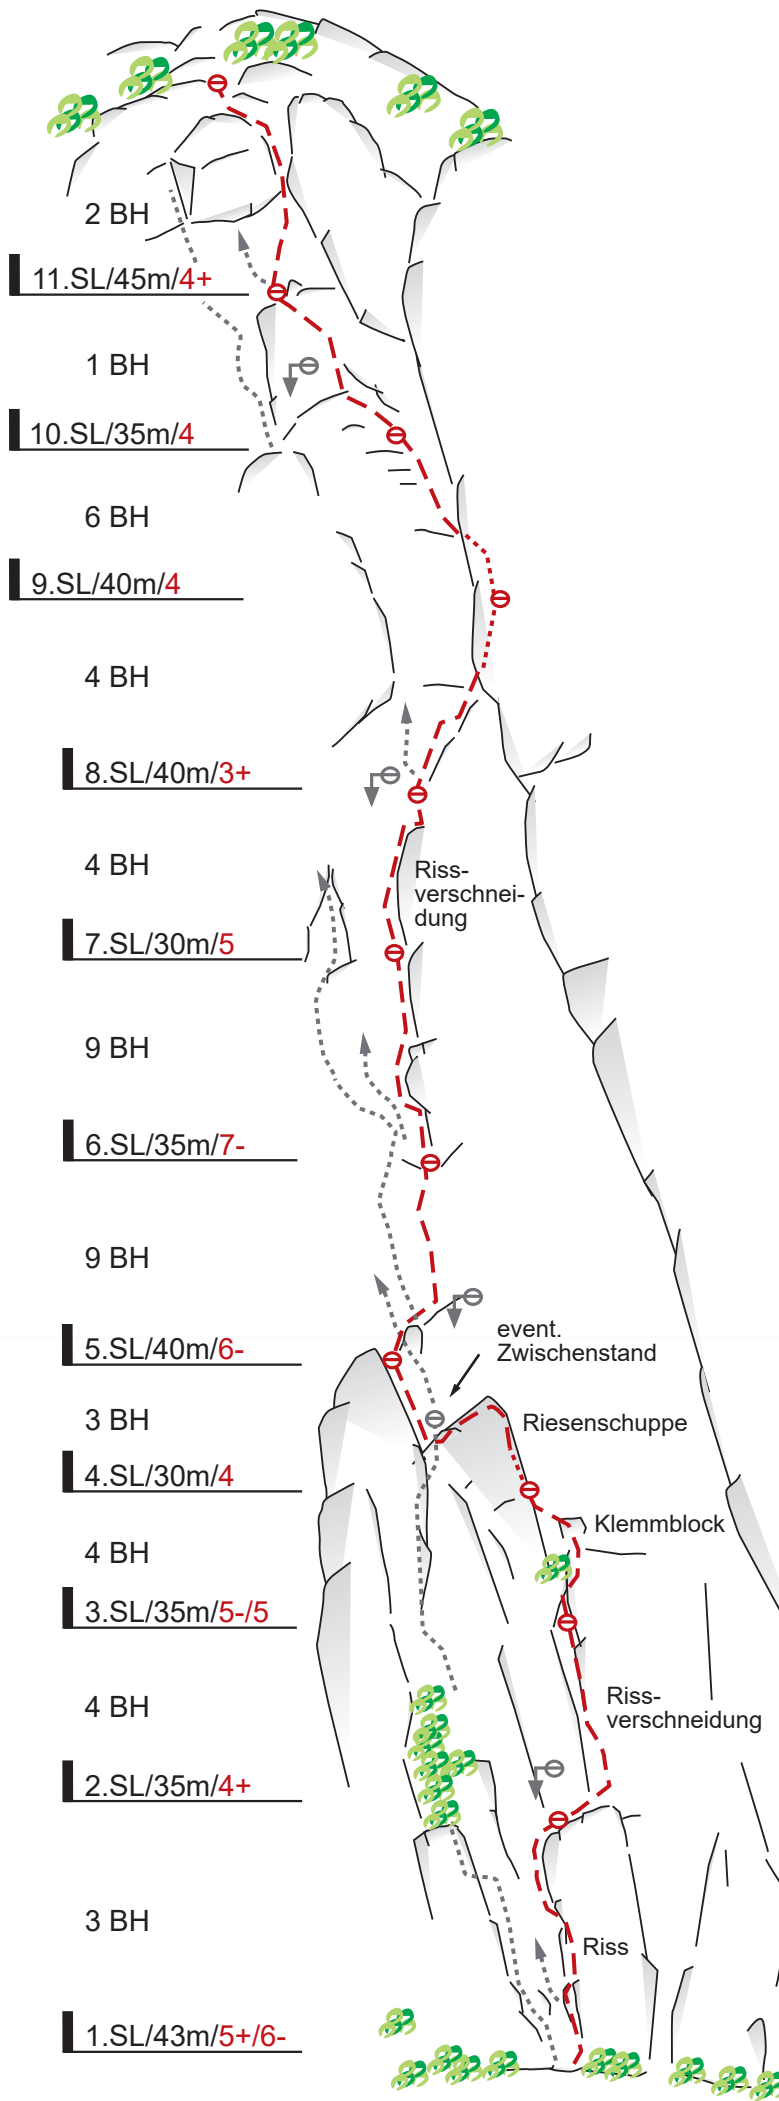 2 BH
11.SL/45m/4+
1 BH
10.SL/35m/4
6 BH
9.SL/40m/4
4 BH
8.SL/40m/3+
4 BH
Riss-
verschnei-
dung
7.SL/30m/5
9 BH
6.SL/35m/7-
9 BH
event.
Zwischenstand
5.SL/40m/6-
3 BH
Riesenschuppe
4.SL/30m/4
Klemmblock
4 BH
3.SL/35m/5-/5
Riss-
verschneidung
4 BH
2.SL/35m/4+
3 BH
Riss
1.SL/43m/5+/6-